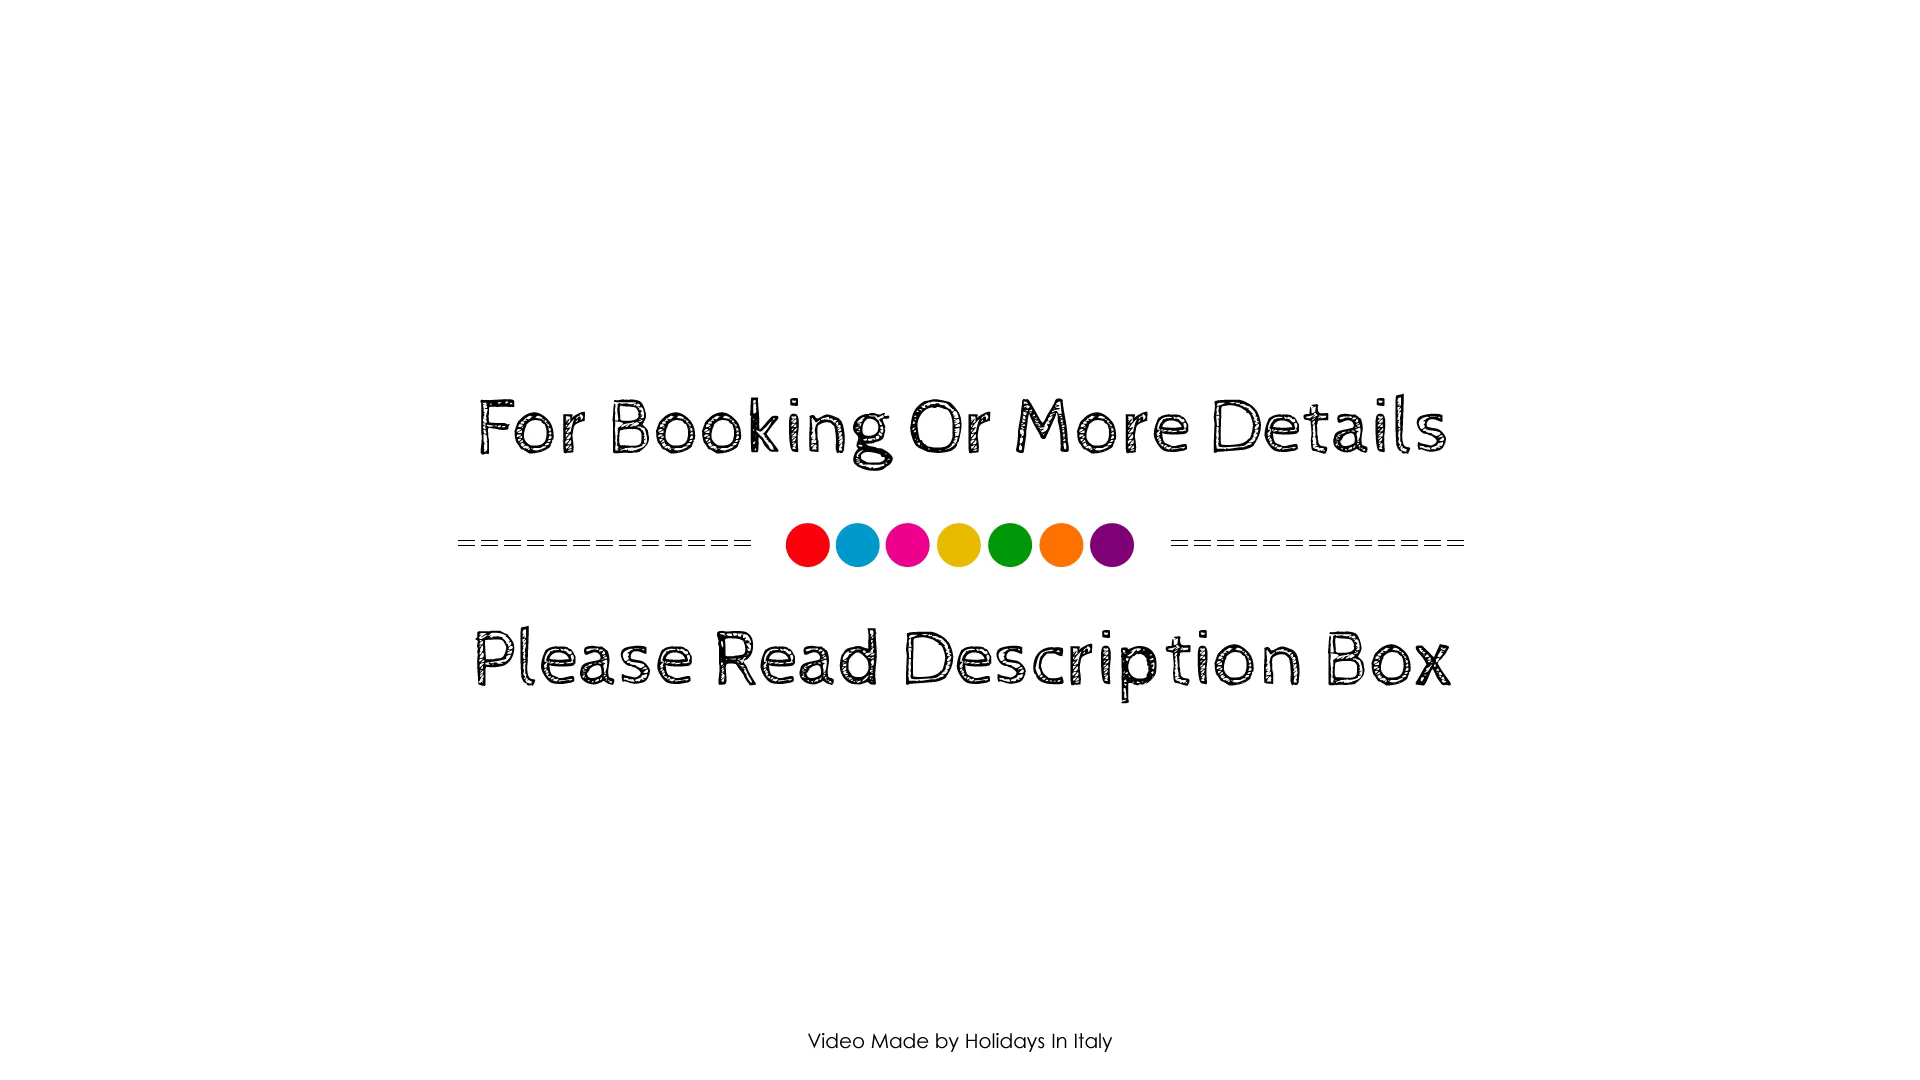 For Booking Or More Details
============= =============
Please Read Description Box
Video Made by Holidays In Italy